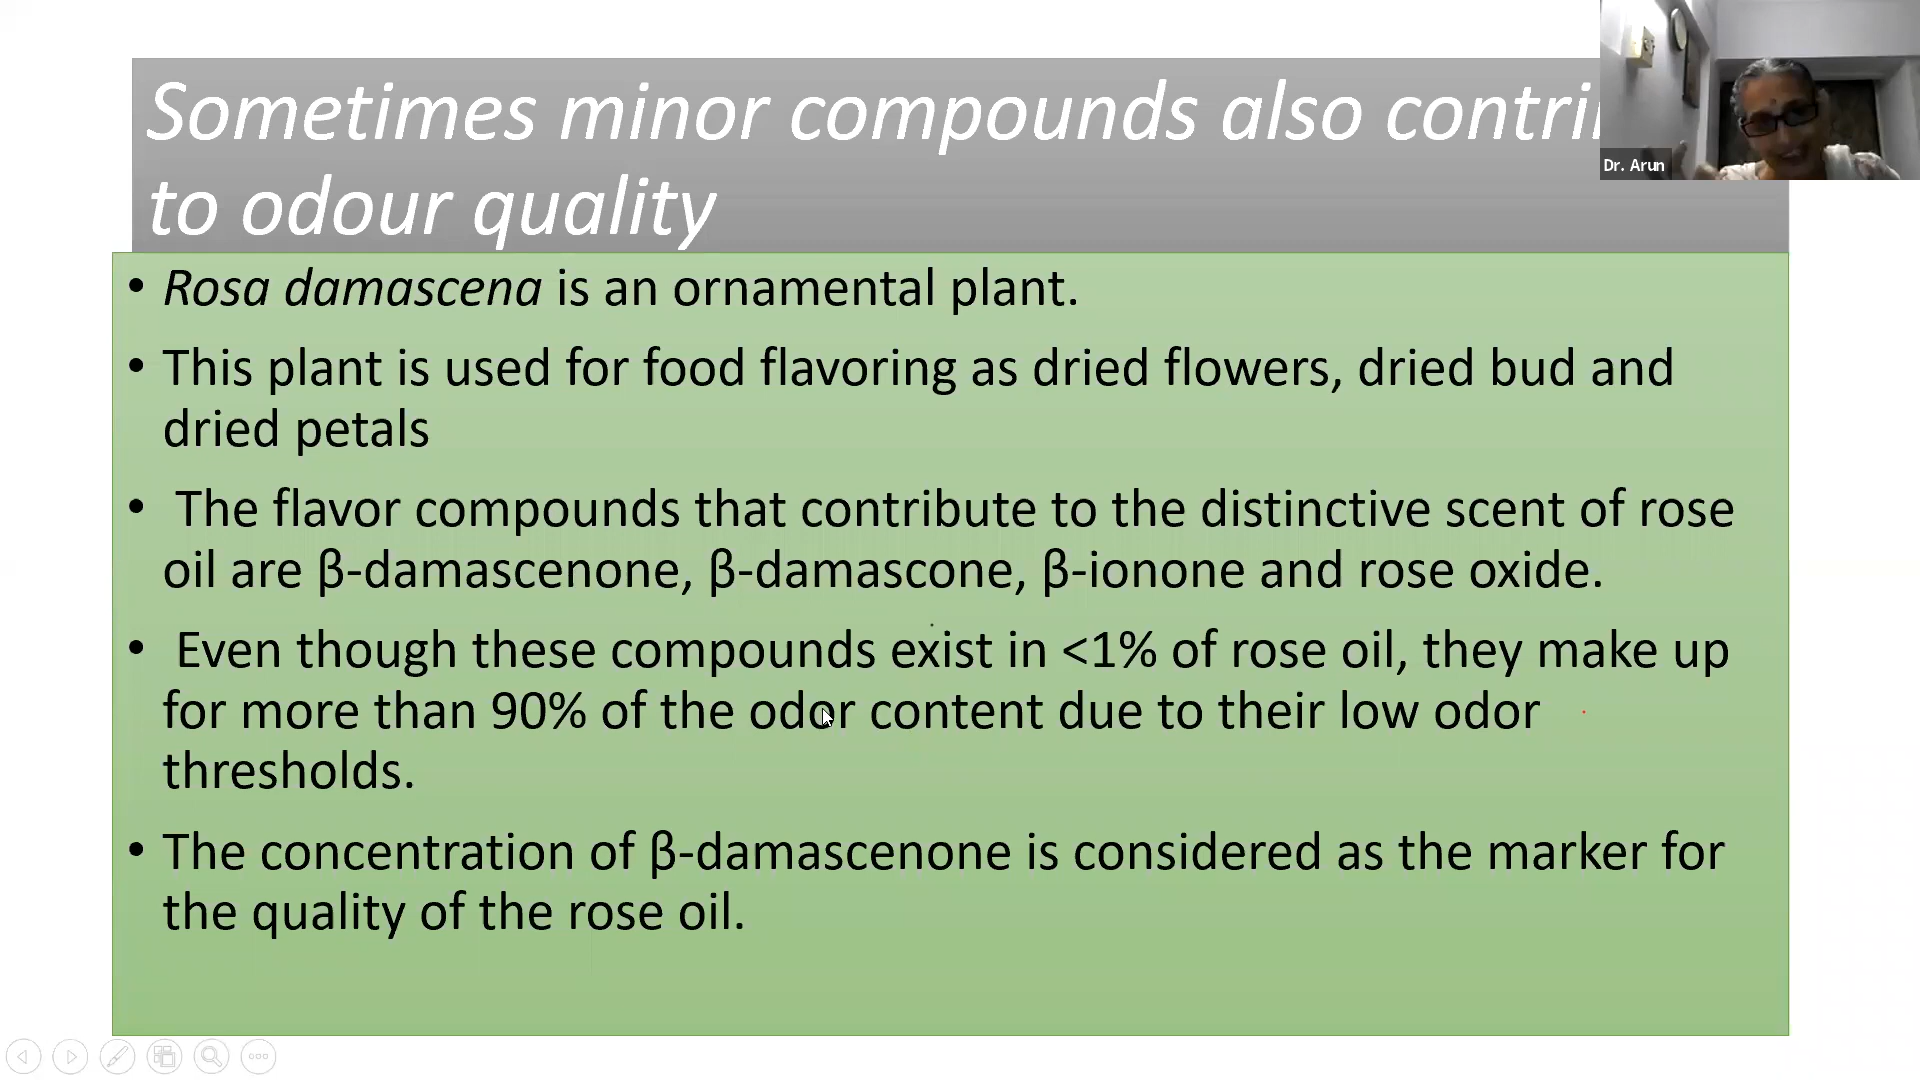 Sometimes minor compounds also contri
to odour quality
Dr. Arun
• Rosa damascena is an ornamental plant.
• This plant is used for food flavoring as dried flowers, dried bud and
dried petals
• The flavor compounds that contribute to the distinctive scent of rose
oil are β-damascenone, β-damascone, β-ionone and rose oxide.
• Even though these compounds exist in <1% of rose oil, they make up
for more than 90% of the odor content due to their low odor
thresholds.
• The concentration of β-damascenone is considered as the marker for
the quality of the rose oil.